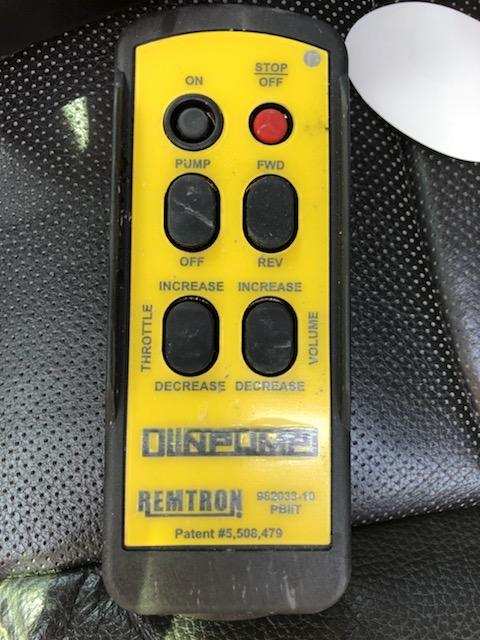 ON
STOP
OFF
PUMP FWD
OFF REV
INCREASE INCREASE
THROTTLE
VOLUME
DECREASE DECREASE
OLINPUMP
REMTRON
982033-10
PBIIT
Patent #5,508,479